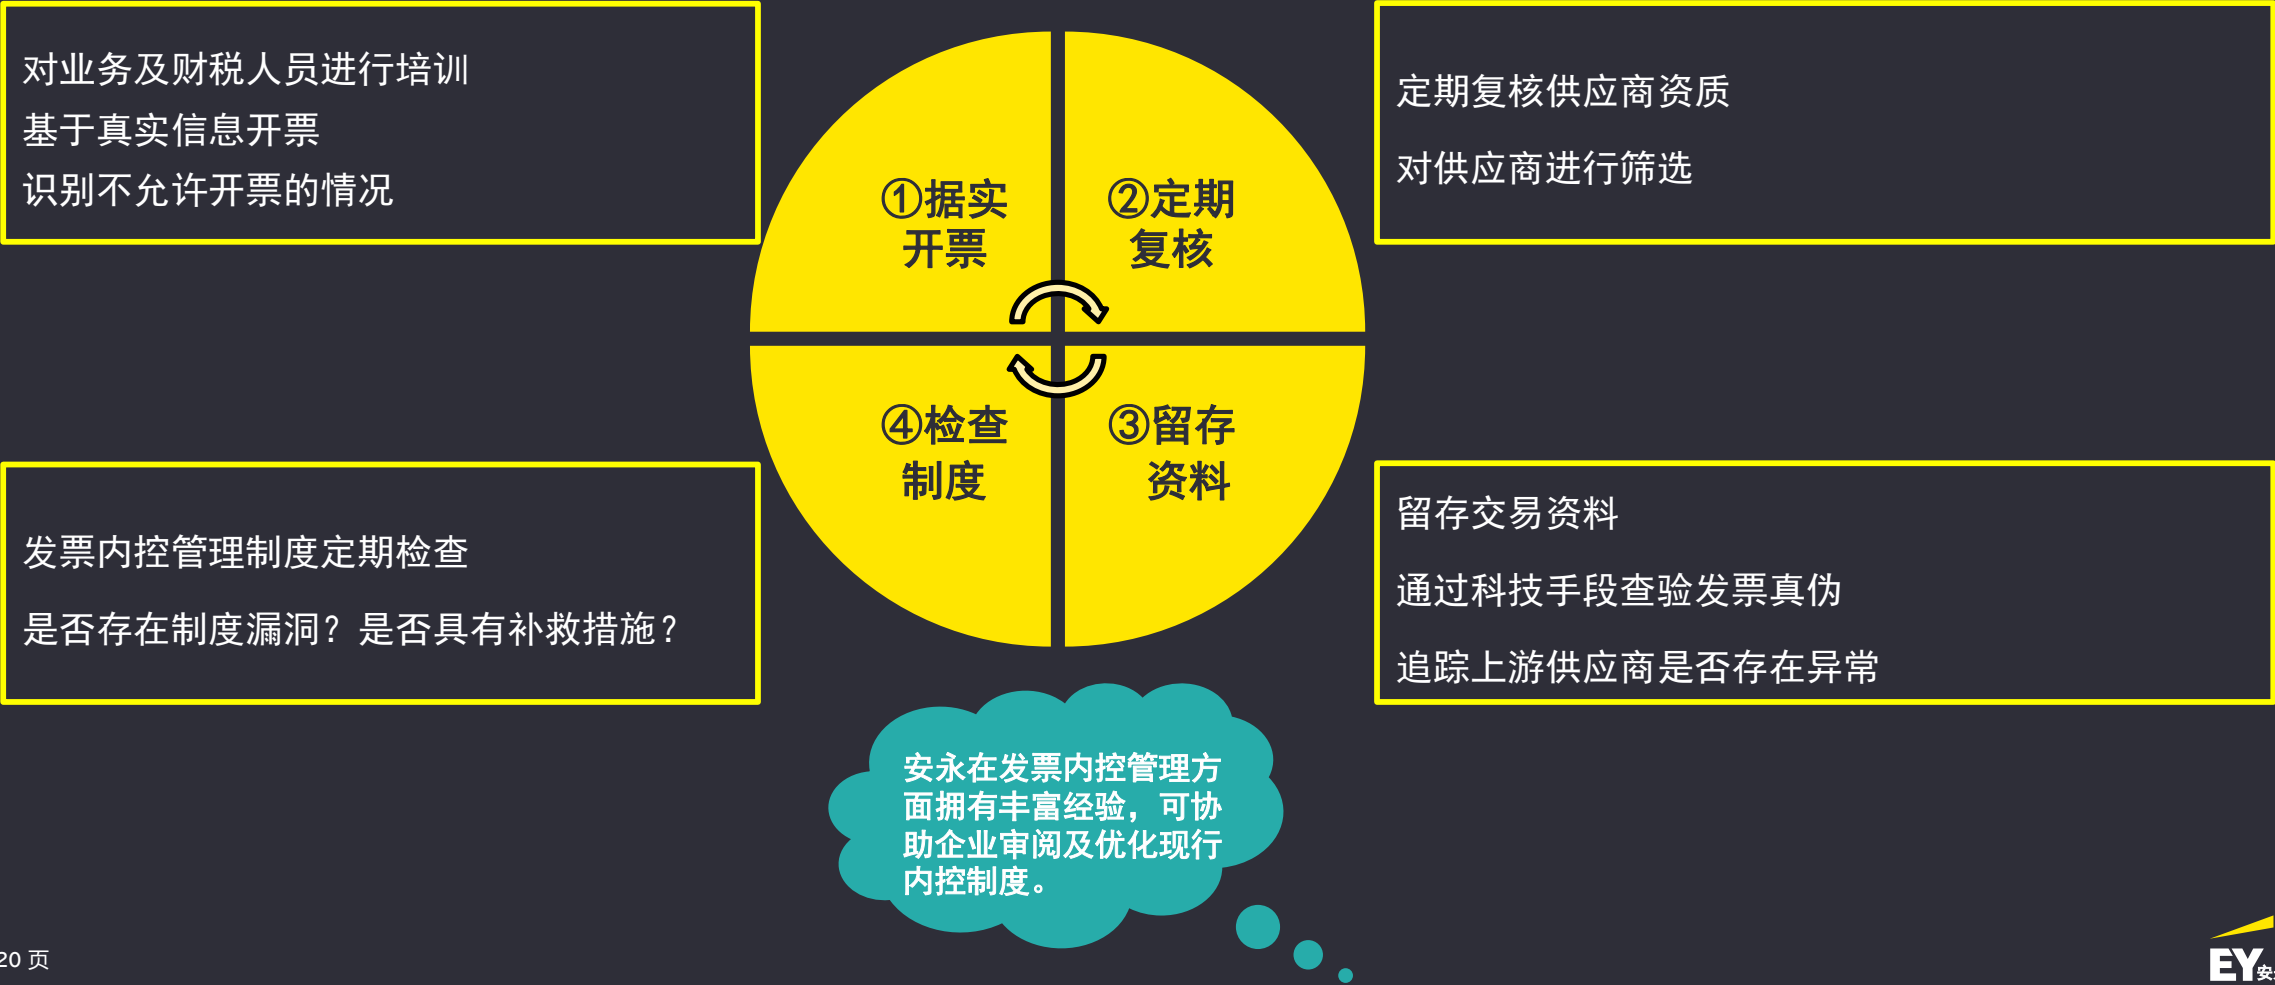 对业务及财税人员进行培训
基于真实信息开票
识别不允许开票的情况
①据实
开票
②定期
复核
定期复核供应商资质
对供应商进行筛选
发票内控管理制度定期检查
是否存在制度漏洞？是否具有补救措施？
④检查
制度
③留存
资料
留存交易资料
通过科技手段查验发票真伪
追踪上游供应商是否存在异常
安永在发票内控管理方
面拥有丰富经验，可协
助企业审阅及优化现行
内控制度。
20 页
EY安